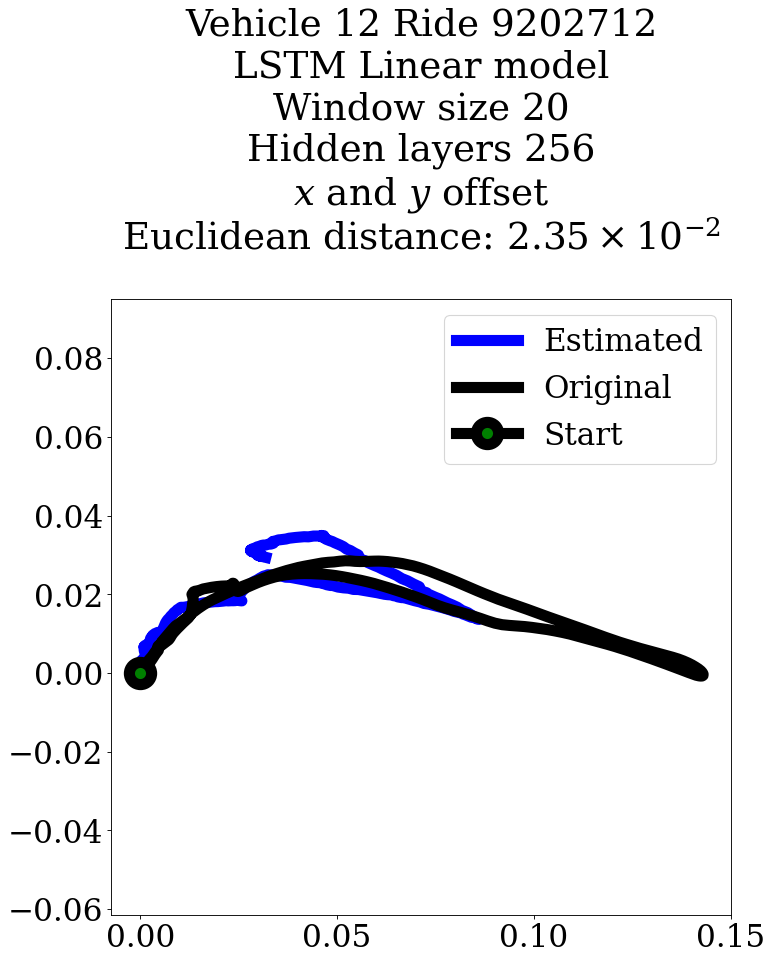 Vehicle 12 Ride 9202712
LSTM Linear model
Window size 20
Hidden layers 256
x and y offset
Euclidean distance: 2.35 × 10⁻²
Estimated
Original
Start
0.08
0.06
0.04
0.02
0.00
−0.02
−0.04
−0.06
0.00 0.05 0.10 0.15